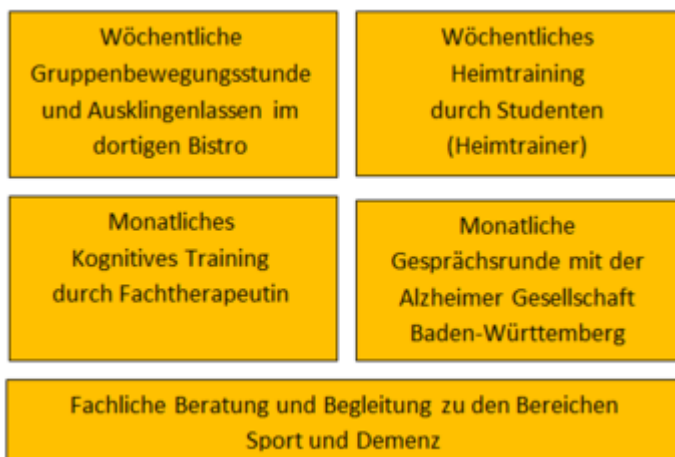 Wöchentliche
Gruppenbewegungsstunde
und Ausklingenlassen im
dortigen Bistro
Wöchentliches
Heimtraining
durch Studenten
(Heimtrainer)
Monatliches
Kognitives Training
durch Fachtherapeutin
Monatliche
Gesprächsrunde mit der
Alzheimer Gesellschaft
Baden-Württemberg
Fachliche Beratung und Begleitung zu den Bereichen
Sport und Demenz